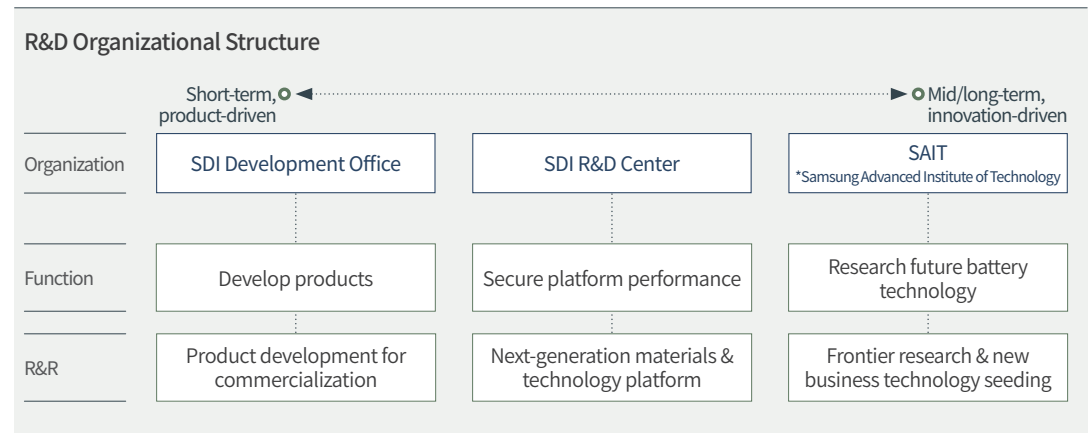 R&D Organizational Structure
Short-term,
product-driven
Mid/long-term,
innovation-driven
Organization
SDI Development Office
SDI R&D Center
SAIT
*Samsung Advanced Institute of Technology
Function
Develop products
Secure platform performance
Research future battery
technology
R&R
Product development for
commercialization
Next-generation materials &
technology platform
Frontier research & new
business technology seeding